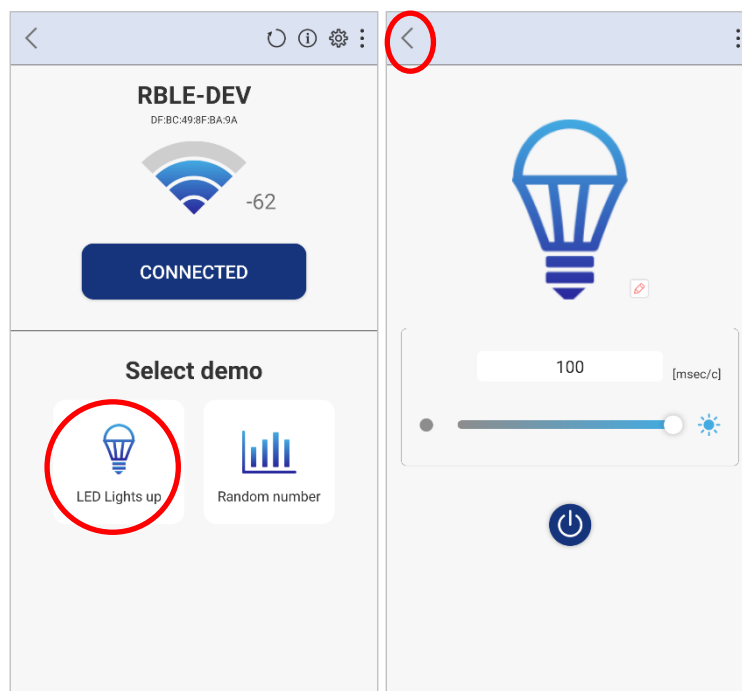 RBLE-DEV
DF:BC:49:8F:BA:9A
-62
CONNECTED
Select demo
LED Lights up
Random number
100
[msec/c]